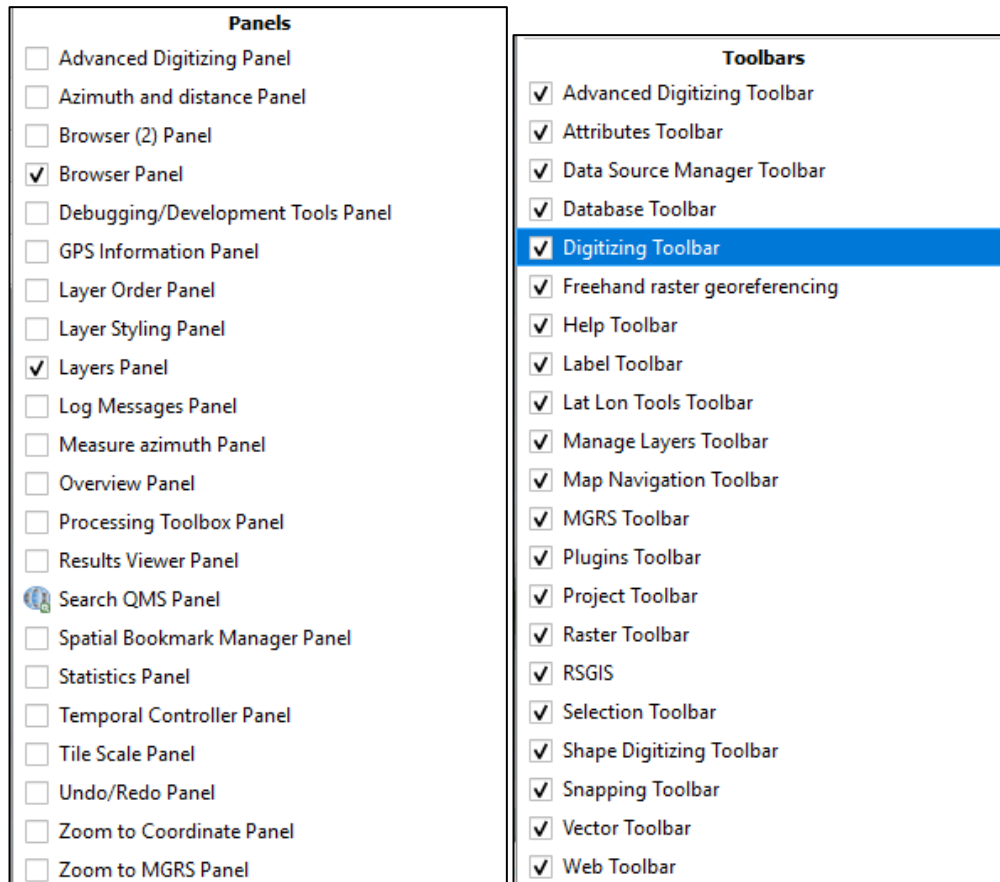 Panels
Advanced Digitizing Panel
Azimuth and distance Panel
Browser (2) Panel
Browser Panel
Debugging/Development Tools Panel
GPS Information Panel
Layer Order Panel
Layer Styling Panel
Layers Panel
Log Messages Panel
Measure azimuth Panel
Overview Panel
Processing Toolbox Panel
Results Viewer Panel
Search QMS Panel
Spatial Bookmark Manager Panel
Statistics Panel
Temporal Controller Panel
Tile Scale Panel
Undo/Redo Panel
Zoom to Coordinate Panel
Zoom to MGRS Panel
Toolbars
Advanced Digitizing Toolbar
Attributes Toolbar
Data Source Manager Toolbar
Database Toolbar
Digitizing Toolbar
Freehand raster georeferencing
Help Toolbar
Label Toolbar
Lat Lon Tools Toolbar
Manage Layers Toolbar
Map Navigation Toolbar
MGRS Toolbar
Plugins Toolbar
Project Toolbar
Raster Toolbar
RSGIS
Selection Toolbar
Shape Digitizing Toolbar
Snapping Toolbar
Vector Toolbar
Web Toolbar